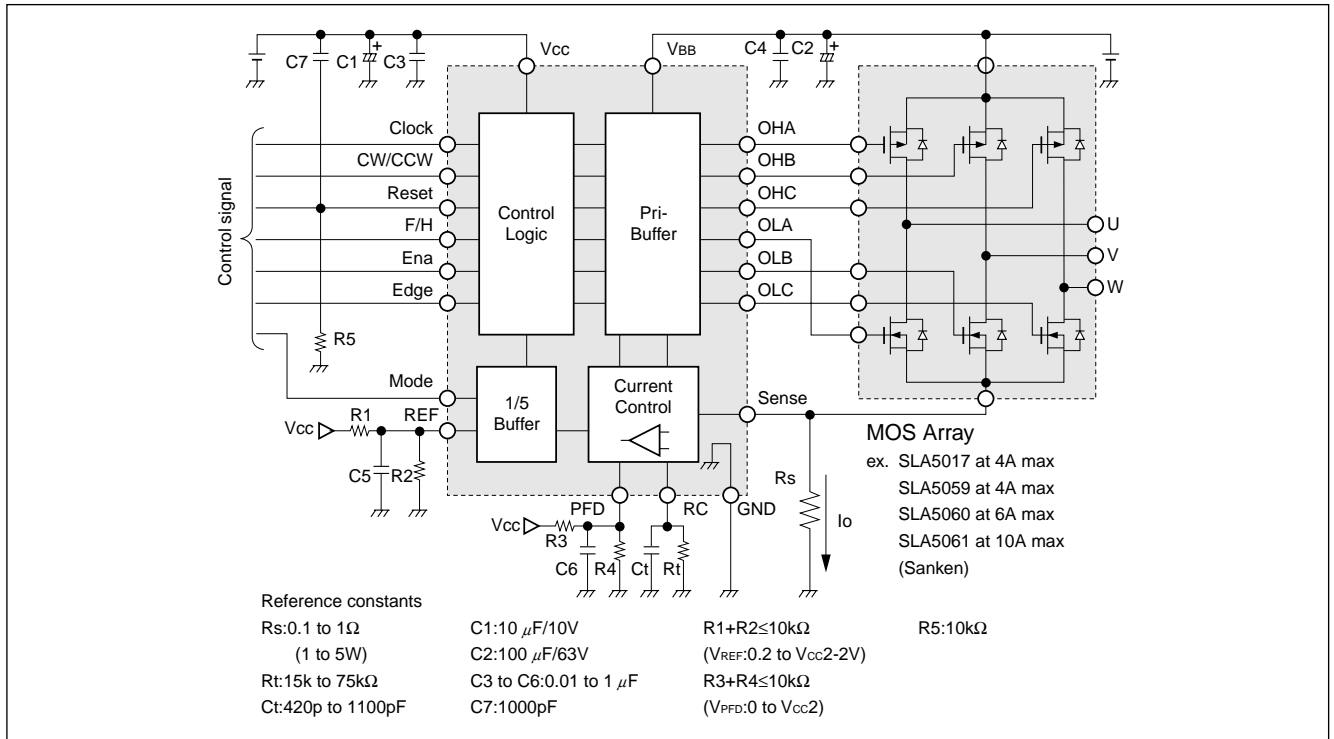 Vcc
VBB
C7
C1
+
C3
C4
C2
+
Control signal
Clock
CW/CCW
Reset
F/H
Ena
Edge
R5
Mode
REF
Vcc
R1
C5
R2
Control
Logic
Pri-
Buffer
1/5
Buffer
Current
Control
OHA
OHB
OHC
OLA
OLB
OLC
Sense
U
V
W
PFD
RC
GND
Vcc
R3
C6
R4
Ct
Rt
Rs
Io
MOS Array
ex. SLA5017 at 4A max
SLA5059 at 4A max
SLA5060 at 6A max
SLA5061 at 10A max
(Sanken)
Reference constants
Rs:0.1 to 1Ω
(1 to 5W)
Rt:15k to 75kΩ
Ct:420p to 1100pF
C1:10 μF/10V
C2:100 μF/63V
C3 to C6:0.01 to 1 μF
C7:1000pF
R1+R2≤10kΩ
(VREF:0.2 to VCC2-2V)
R3+R4≤10kΩ
(VPFD:0 to VCC2)
R5:10kΩ